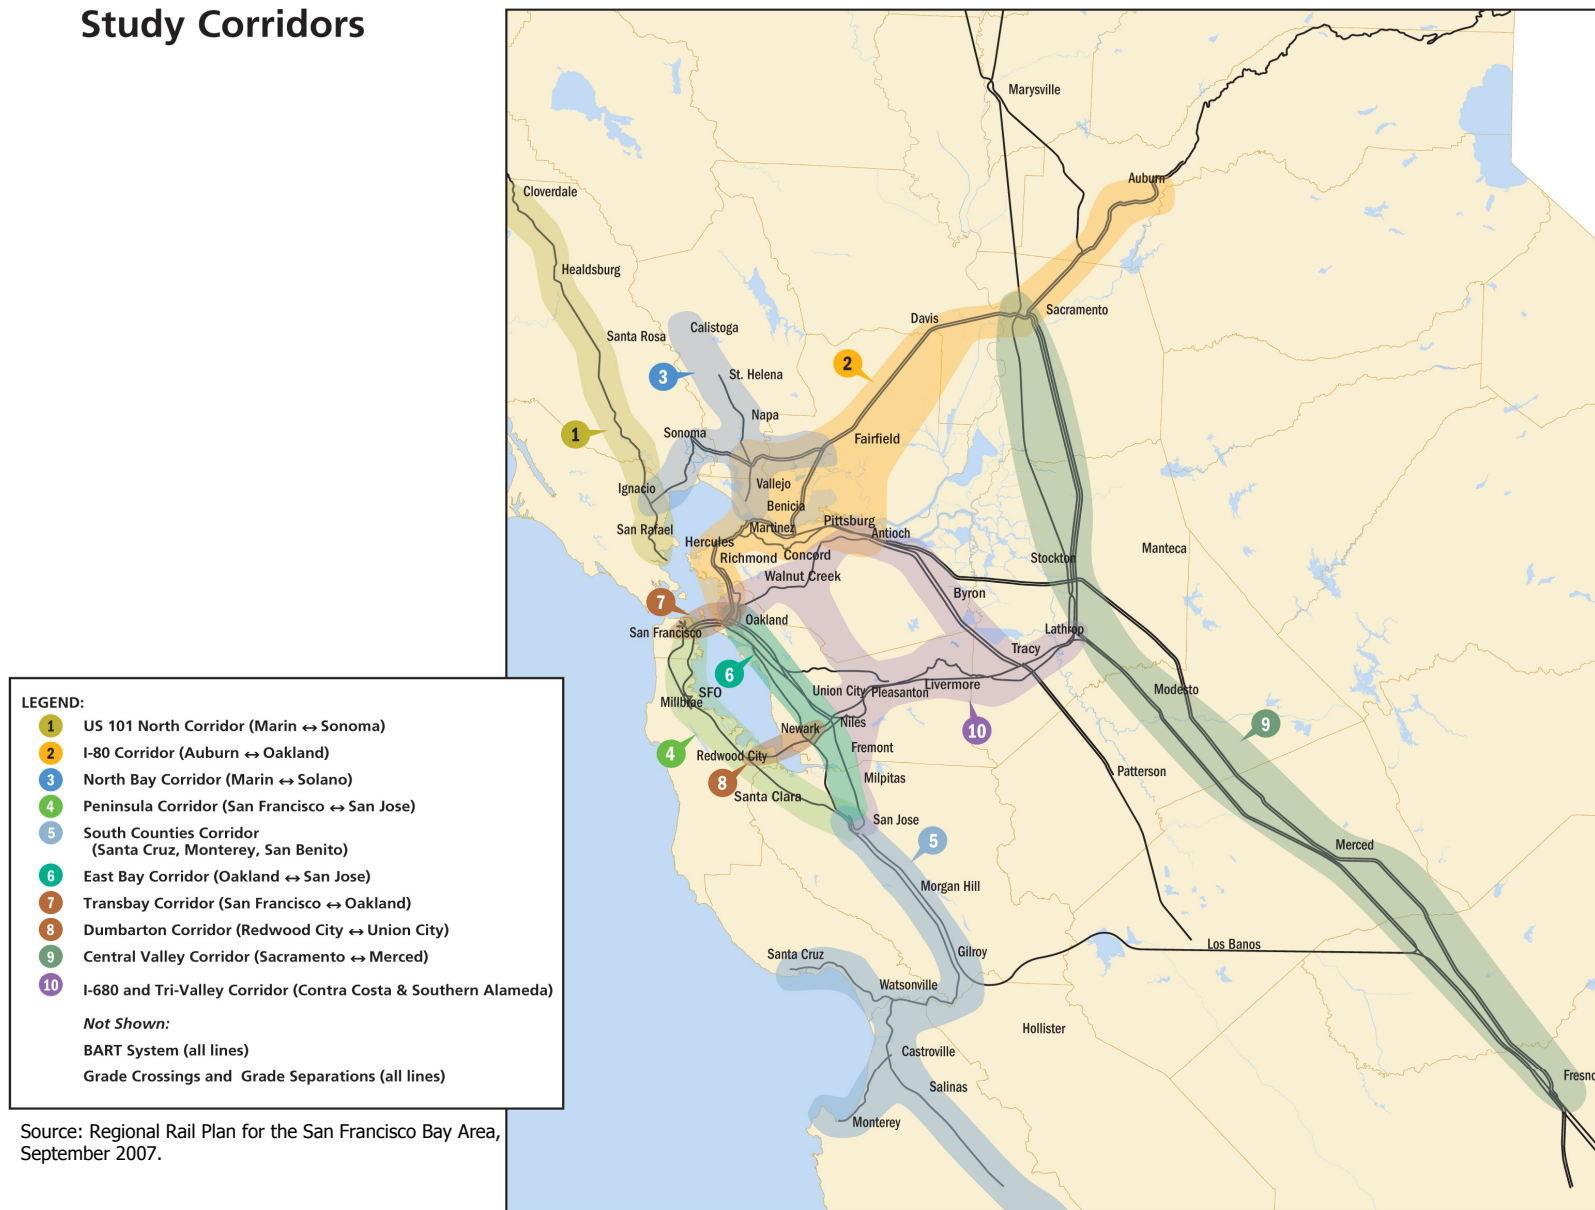 Study Corridors
Marysville
Auburn
Cloverdale
Healdsburg
Sacramento
Davis
Calistoga
Santa Rosa
2
St. Helena
3
Napa
1
Sonoma
Fairfield
Vallejo
Ignacio
Benicia
Pittsburg
San Rafael
Martinez
Antioch
Hercules
Manteca
Richmond
Concord
Stockton
Walnut Creek
Byron
7
Oakland
San Francisco
Lathrop
Tracy
6
Livermore
SFO
Union City
Pleasanton
Modesto
Millbrae
Newark
Niles
9
10
Fremont
4
Redwood City
Patterson
8
Milpitas
Santa Clara
San Jose
5
Merced
Morgan Hill
Los Banos
Gilroy
Santa Cruz
Watsonville
Hollister
Castroville
Salinas
Fresno
Monterey
LEGEND:
1 US 101 North Corridor (Marin ↔ Sonoma)
2 I-80 Corridor (Auburn ↔ Oakland)
3 North Bay Corridor (Marin ↔ Solano)
4 Peninsula Corridor (San Francisco ↔ San Jose)
5 South Counties Corridor
(Santa Cruz, Monterey, San Benito)
6 East Bay Corridor (Oakland ↔ San Jose)
7 Transbay Corridor (San Francisco ↔ Oakland)
8 Dumbarton Corridor (Redwood City ↔ Union City)
9 Central Valley Corridor (Sacramento ↔ Merced)
10 I-680 and Tri-Valley Corridor (Contra Costa & Southern Alameda)
Not Shown:
BART System (all lines)
Grade Crossings and Grade Separations (all lines)
Source: Regional Rail Plan for the San Francisco Bay Area,
September 2007.